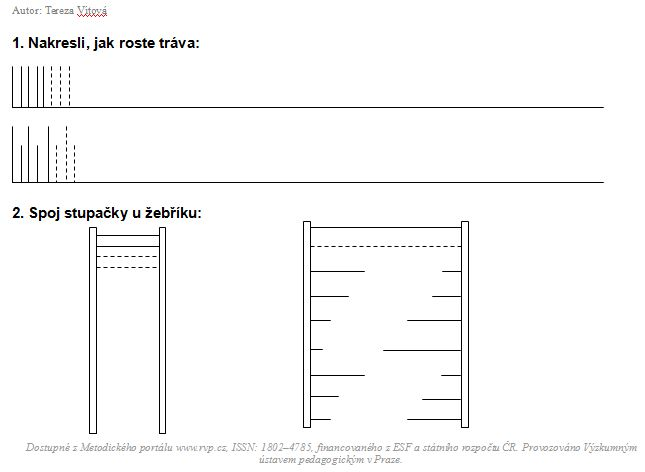 Autor: Tereza Vítová
1. Nakresli, jak roste tráva:
2. Spoj stupačky u žebříku:
Dostupné z Metodického portálu www.rvp.cz, ISSN: 1802–4785, financovaného z ESF a státního rozpočtu ČR. Provozováno Výzkumným
ústavem pedagogickým v Praze.